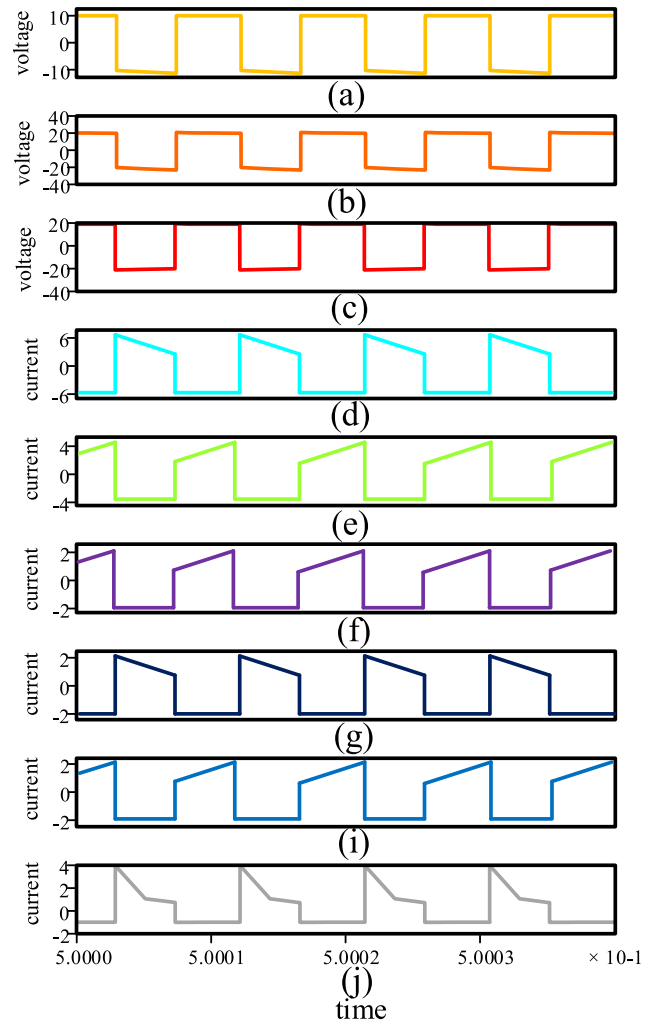 10
0
-10
voltage
(a)
40
20
0
-20
-40
voltage
(b)
20
0
-20
-40
voltage
(c)
6
0
-6
current
(d)
4
0
-4
current
(e)
2
0
-2
current
(f)
2
0
-2
current
(g)
2
0
-2
current
(i)
4
2
0
-2
current
5.0000 5.0001 5.0002 5.0003 × 10-1
(j)
time